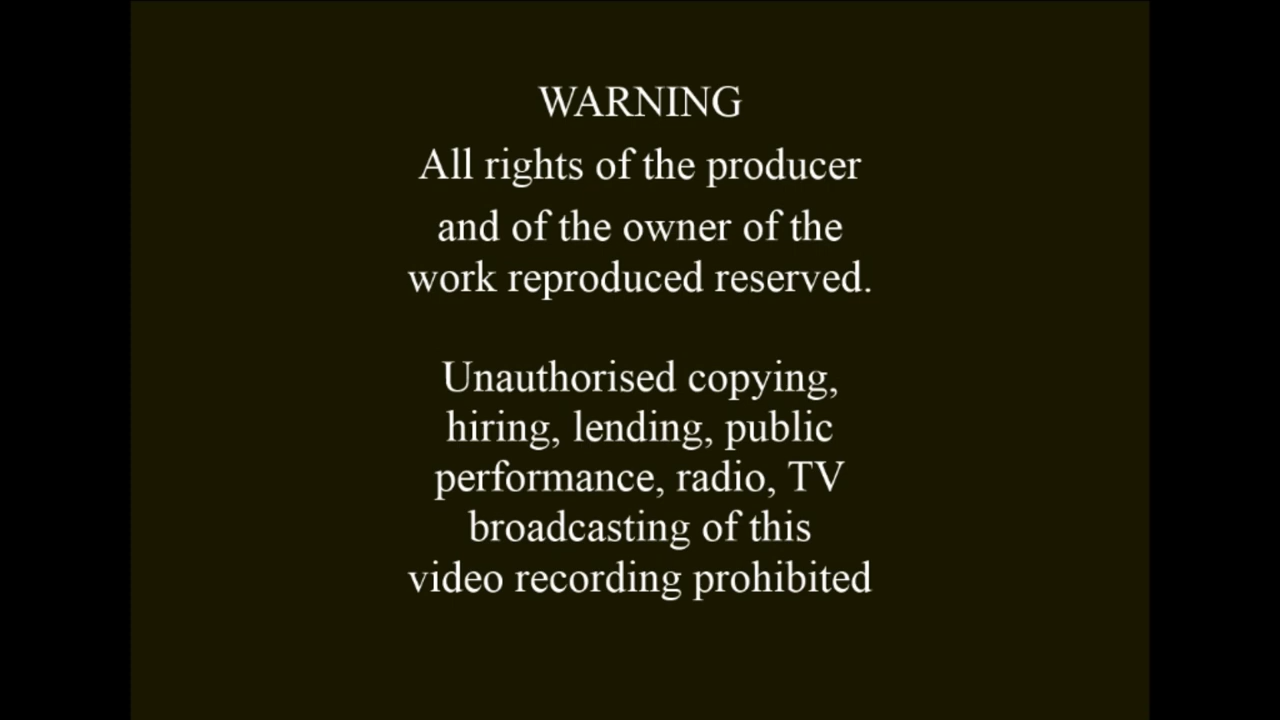 WARNING
All rights of the producer
and of the owner of the
work reproduced reserved.
Unauthorised copying,
hiring, lending, public
performance, radio, TV
broadcasting of this
video recording prohibited